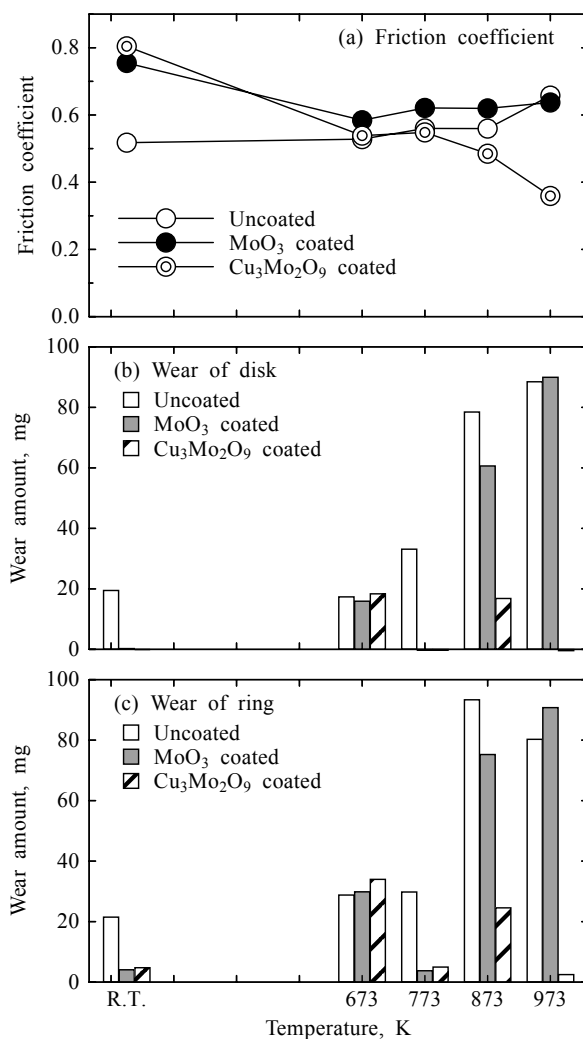 (a) Friction coefficient
0.8
0.6
0.4
0.2
0.0
Friction coefficient
Uncoated
MoO₃ coated
Cu₃Mo₂O₉ coated
100
80
60
40
20
0
Wear amount, mg
(b) Wear of disk
Uncoated
MoO₃ coated
Cu₃Mo₂O₉ coated
100
80
60
40
20
0
Wear amount, mg
(c) Wear of ring
Uncoated
MoO₃ coated
Cu₃Mo₂O₉ coated
R.T. 673 773 873 973
Temperature, K